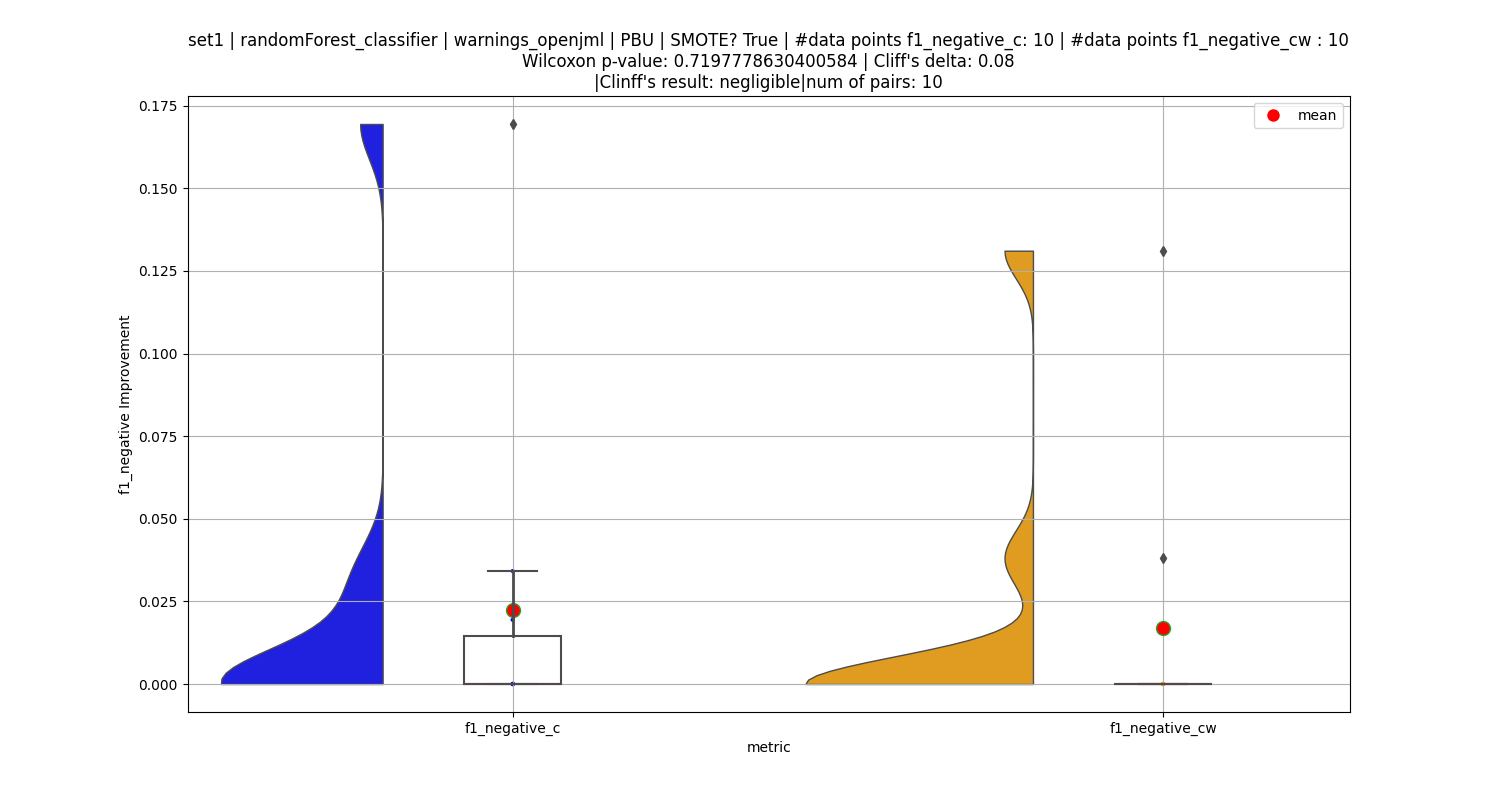 set1 | randomForest_classifier | warnings_openjml | PBU | SMOTE? True | #data points f1_negative_c: 10 | #data points f1_negative_cw : 10
Wilcoxon p-value: 0.7197778630400584 | Cliff's delta: 0.08
|Clinff's result: negligible|num of pairs: 10
mean
0.175
0.150
0.125
0.100
0.075
0.050
0.025
0.000
f1_negative Improvement
f1_negative_c
f1_negative_cw
metric